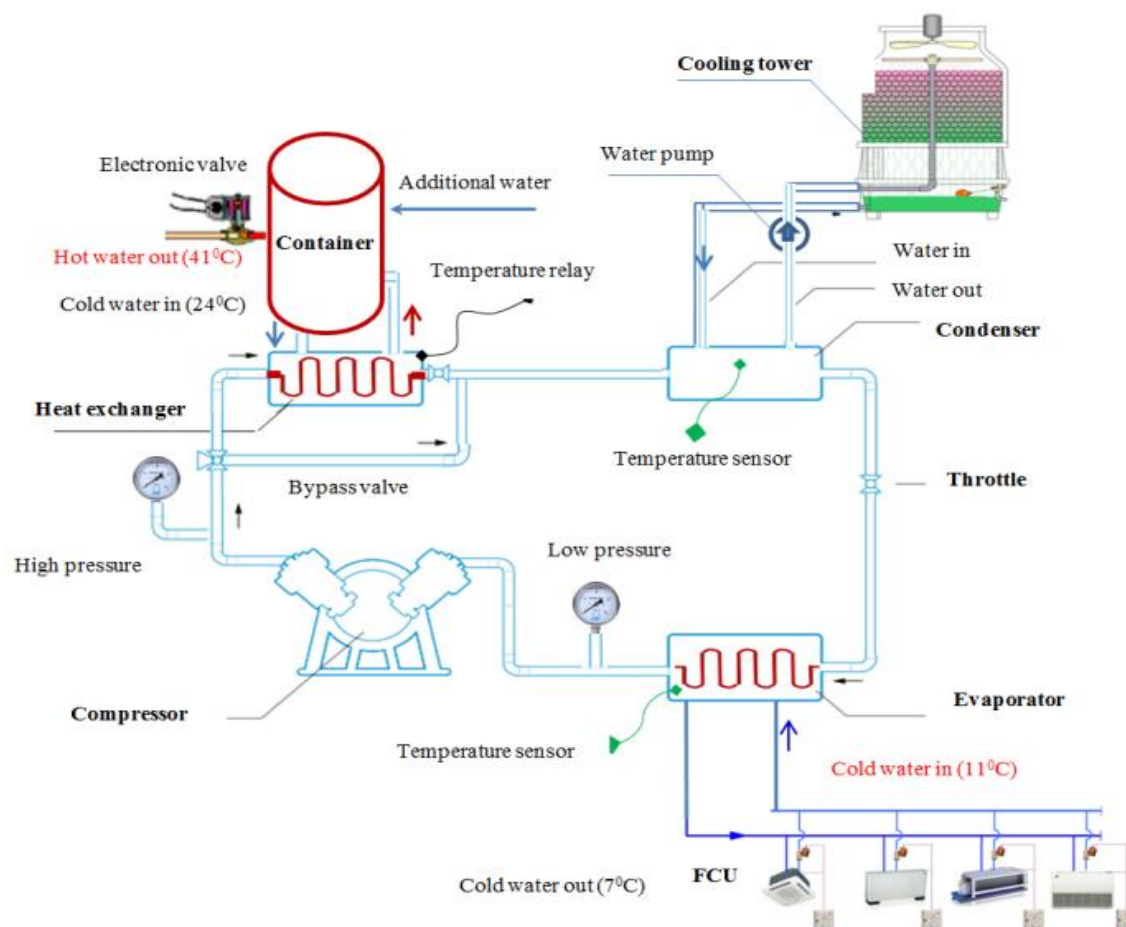 Cooling tower
Electronic valve
Water pump
Additional water
Container
Hot water out (41⁰C)
Temperature relay
Water in
Cold water in (24⁰C)
Water out
Condenser
Heat exchanger
Temperature sensor
Throttle
Bypass valve
High pressure
Low pressure
Compressor
Evaporator
Temperature sensor
Cold water in (11⁰C)
Cold water out (7⁰C)
FCU